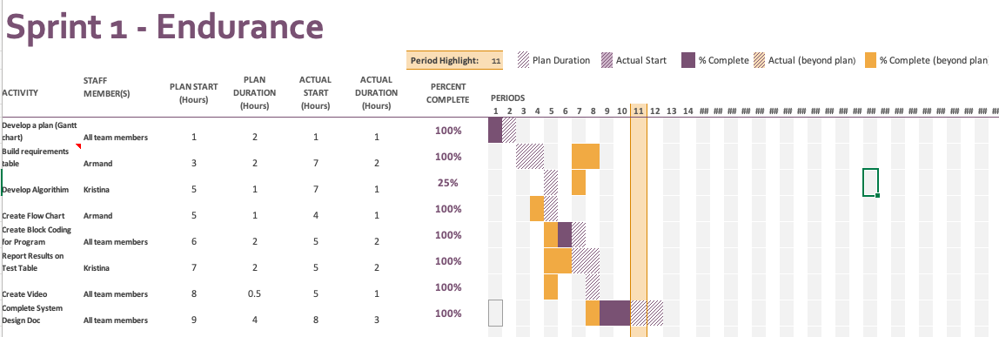 Sprint 1 - Endurance
Period Highlight: 11 Plan Duration Actual Start % Complete Actual (beyond plan) % Complete (beyond plan
ACTIVITY STAFF MEMBER(S) PLAN START (Hours) PLAN DURATION (Hours) ACTUAL START (Hours) ACTUAL DURATION (Hours) PERCENT COMPLETE PERIODS
1 2 3 4 5 6 7 8 9 10 11 12 13 14 ## ## ## ## ## ## ## ## ## ## ## ## ## ## ## ## ## ## ## ## ## ##
Develop a plan (Gantt
chart) All team members 1 2 1 1 100%
Build requirements
table Armand 3 2 7 2 100%
Develop Algorithim Kristina 5 1 7 1 25%
Create Flow Chart Armand 5 1 4 1 100%
Create Block Coding
for Program All team members 6 2 5 2 100%
Report Results on
Test Table Kristina 7 2 5 2 100%
Create Video All team members 8 0.5 5 1 100%
Complete System
Design Doc All team members 9 4 8 3 100%